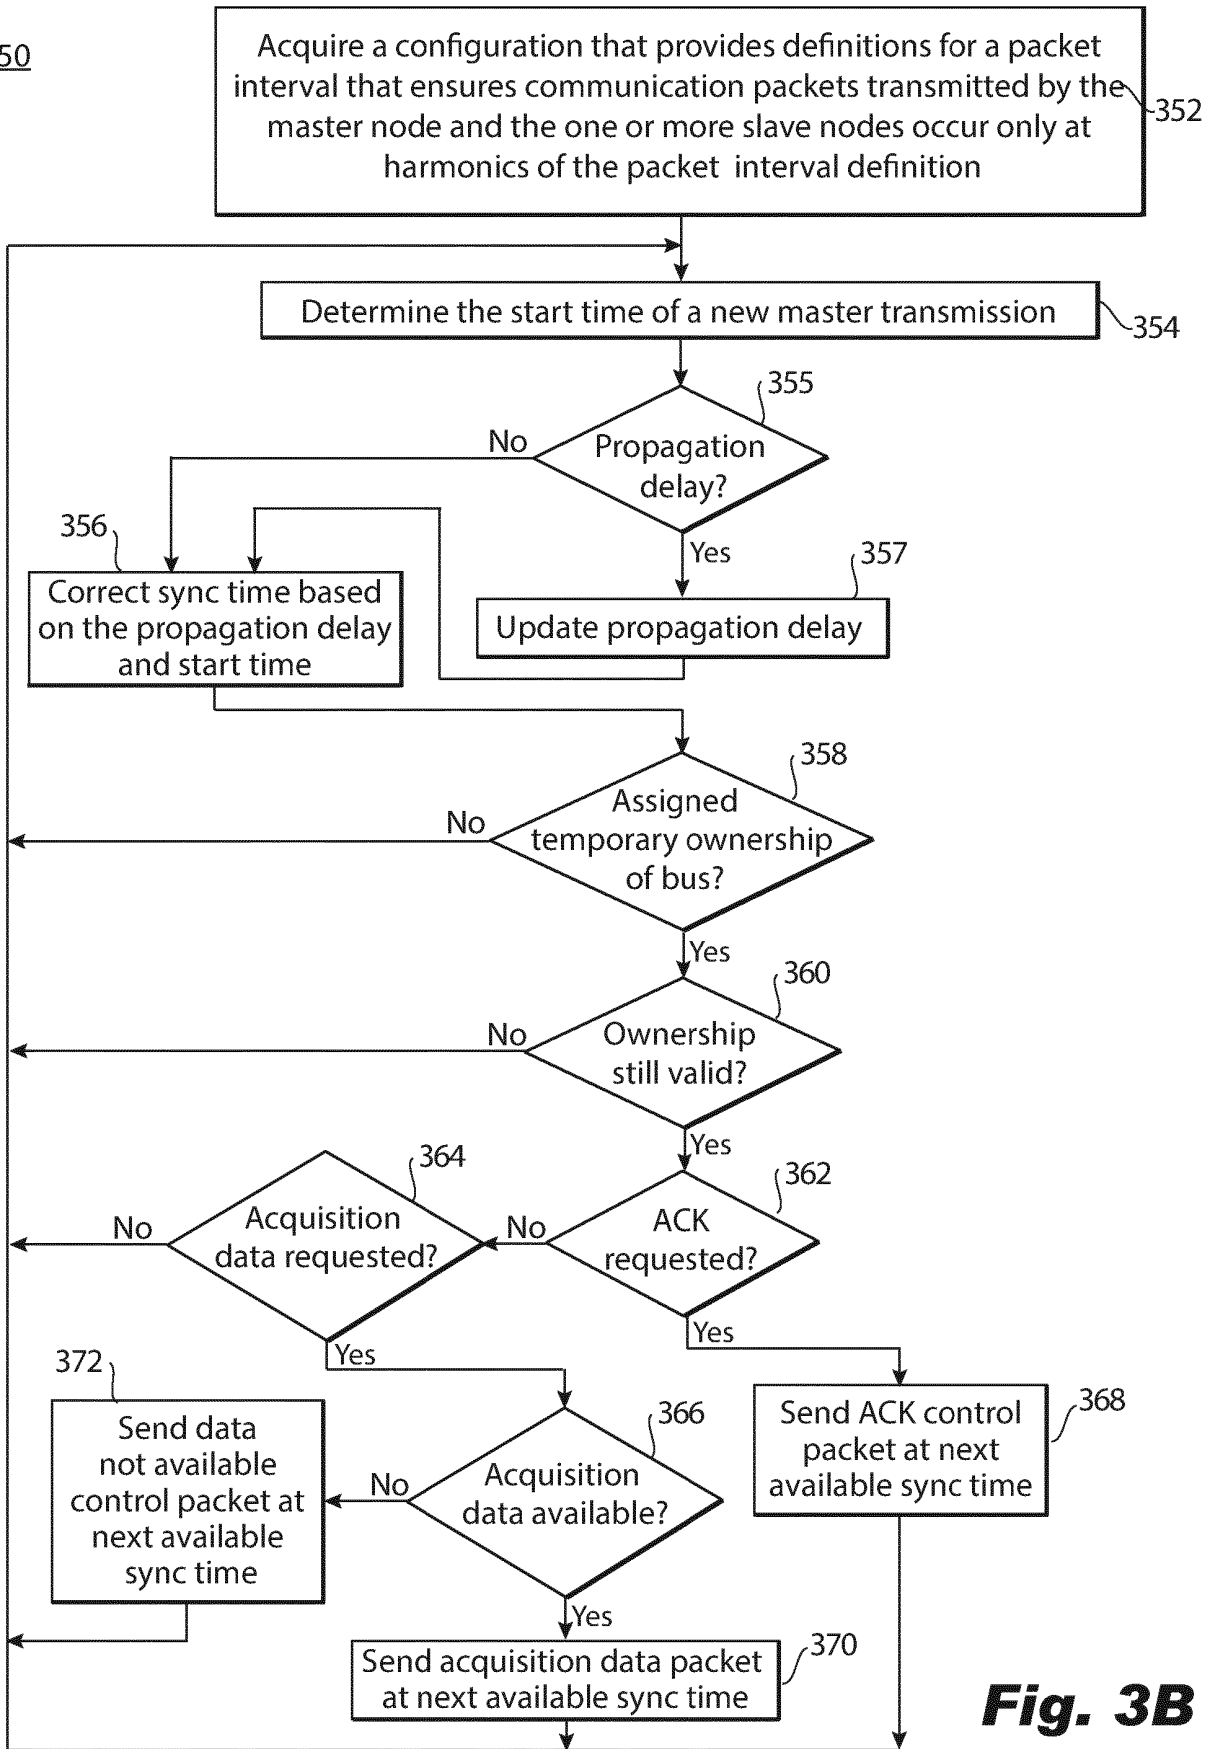 50
Acquire a configuration that provides definitions for a packet
interval that ensures communication packets transmitted by the
master node and the one or more slave nodes occur only at
harmonics of the packet interval definition
352
Determine the start time of a new master transmission
354
355
Propagation
delay?
No
Yes
356
Correct sync time based
on the propagation delay
and start time
357
Update propagation delay
358
Assigned
temporary ownership
of bus?
No
Yes
360
Ownership
still valid?
No
Yes
362
ACK
requested?
No
Yes
364
Acquisition
data requested?
No
Yes
366
Acquisition
data available?
No
Yes
368
Send ACK control
packet at next
available sync time
372
Send data
not available
control packet at
next available
sync time
370
Send acquisition data packet
at next available sync time
Fig. 3B